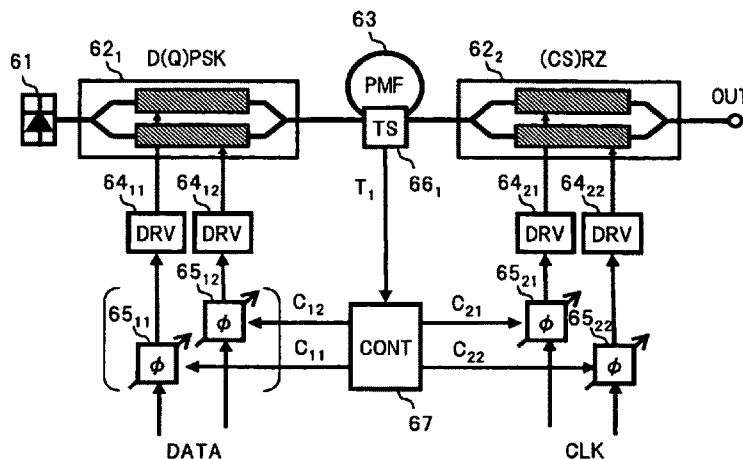 63
61
62₁
D(Q)PSK
PMF
62₂
(CS)RZ
OUT
TS
66₁
64₁₁
64₁₂
T₁
64₂₁
64₂₂
DRV
DRV
DRV
DRV
65₁₂
65₂₁
65₁₁
C₁₂
C₂₁
65₂₂
ϕ
ϕ
CONT
ϕ
ϕ
C₁₁
C₂₂
67
DATA
CLK